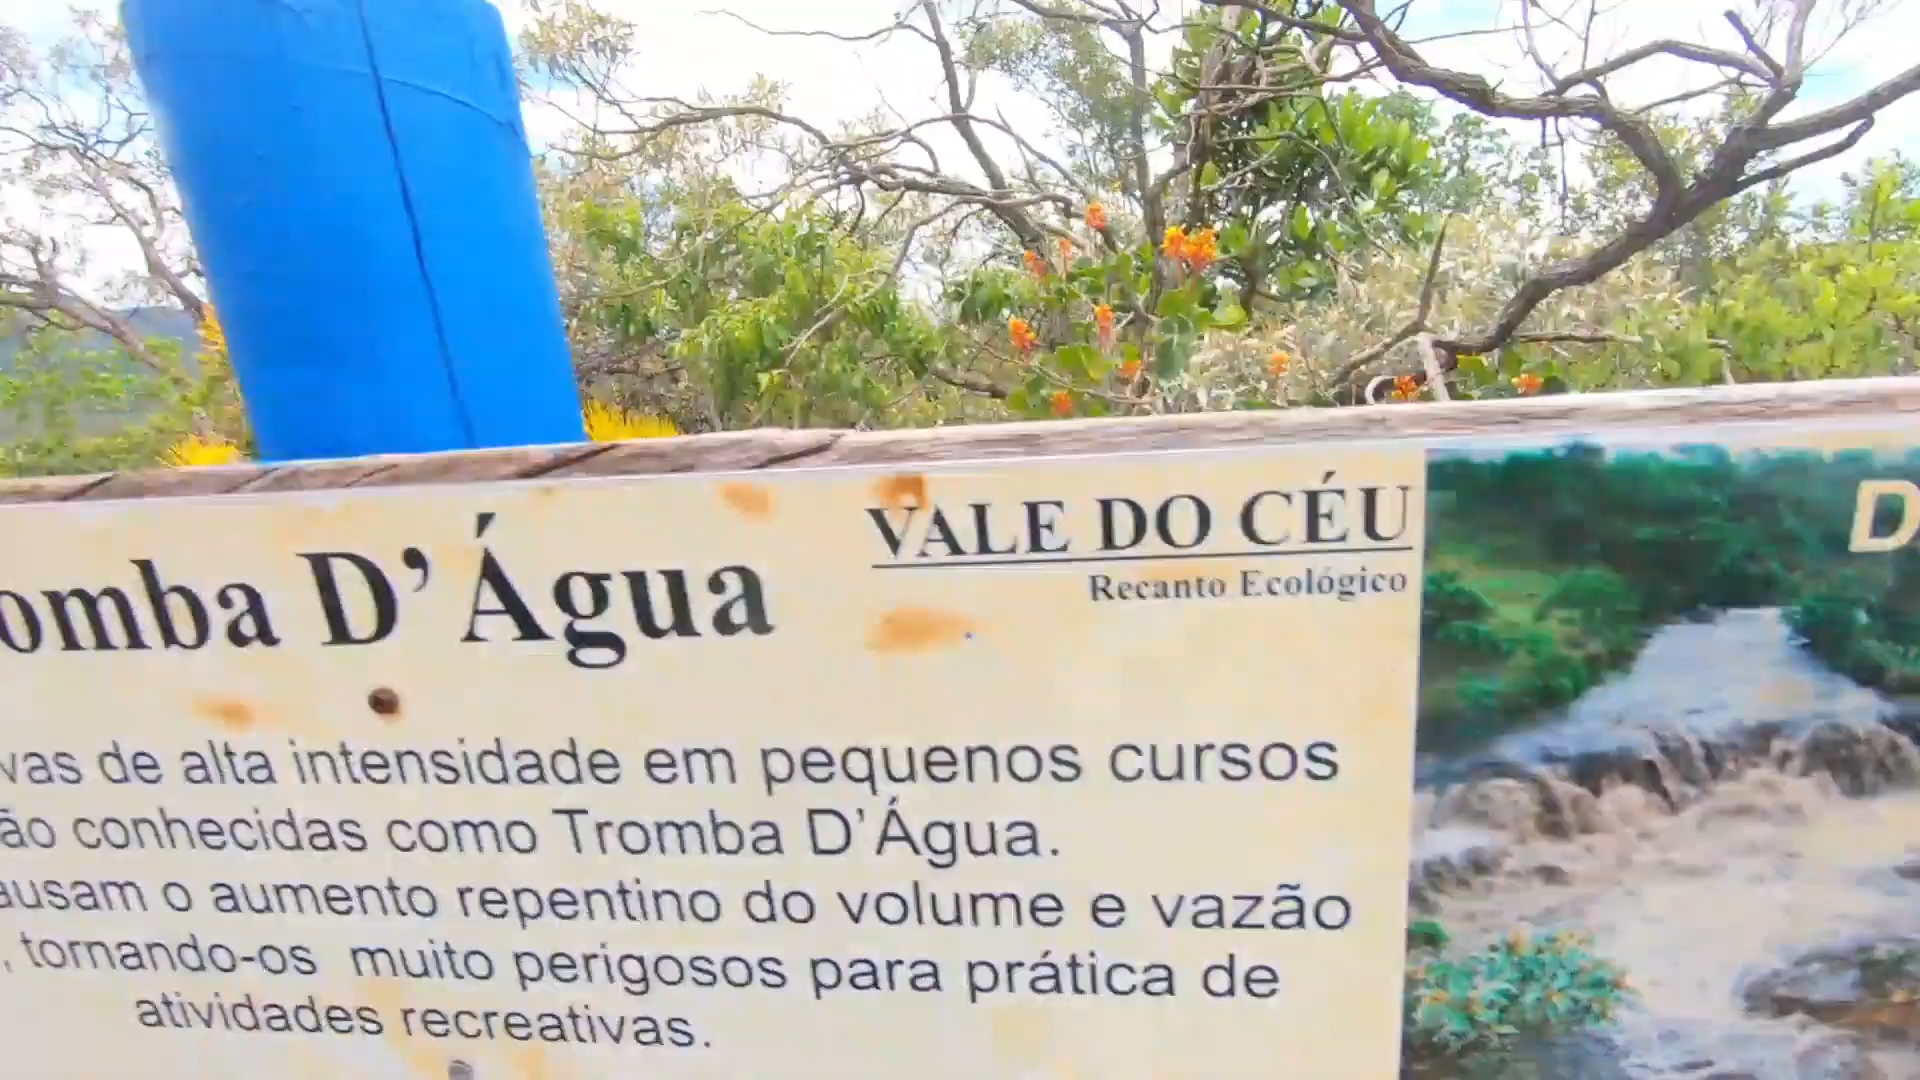 omba D'Água
VALE DO CÉU
Recanto Ecológico
vas de alta intensidade em pequenos cursos
ão conhecidas como Tromba D'Água.
ausam o aumento repentino do volume e vazão
, tornando-os muito perigosos para prática de
atividades recreativas.
D